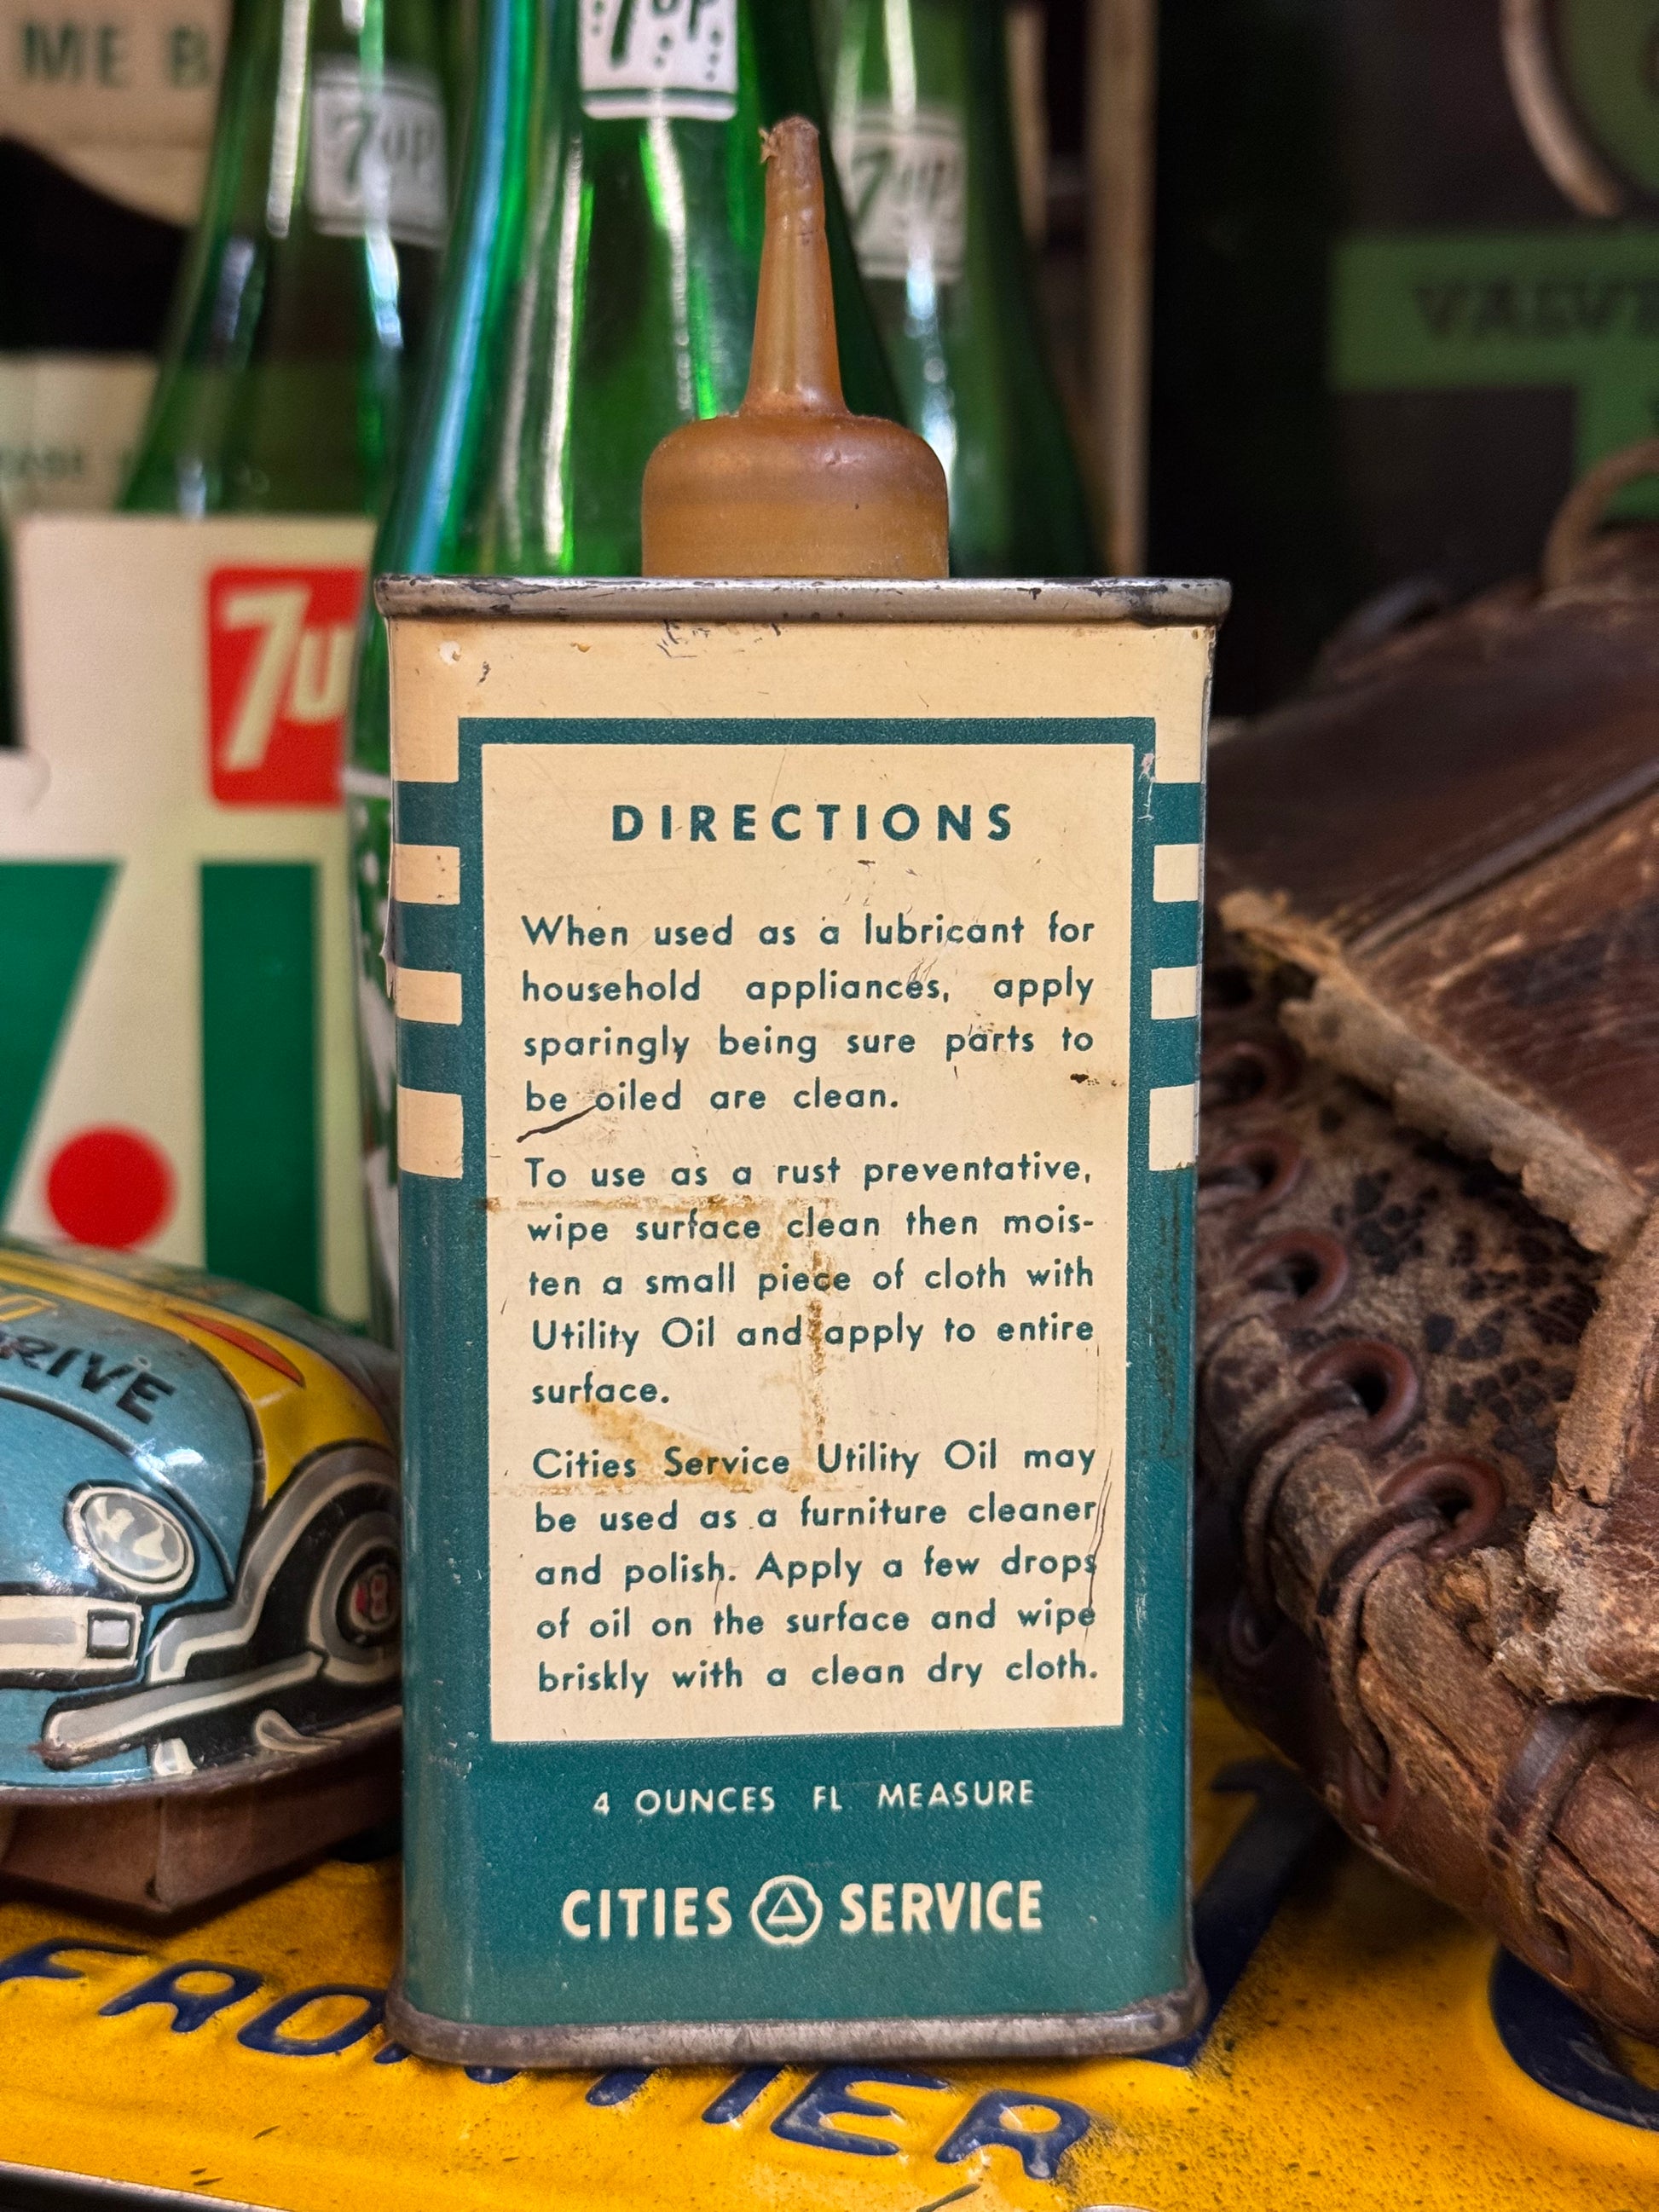 ME B
7up
7up
7up
7u
DIRECTIONS
When used as a lubricant for
household appliances, apply
sparingly being sure parts to
be oiled are clean.
To use as a rust preventative,
wipe surface clean then mois-
ten a small piece of cloth with
Utility Oil and apply to entire
surface.
Cities Service Utility Oil may
be used as a furniture cleaner
and polish. Apply a few drops
of oil on the surface and wipe
briskly with a clean dry cloth.
4 OUNCES FL MEASURE
CITIES SERVICE
RIVE
FRONTIER